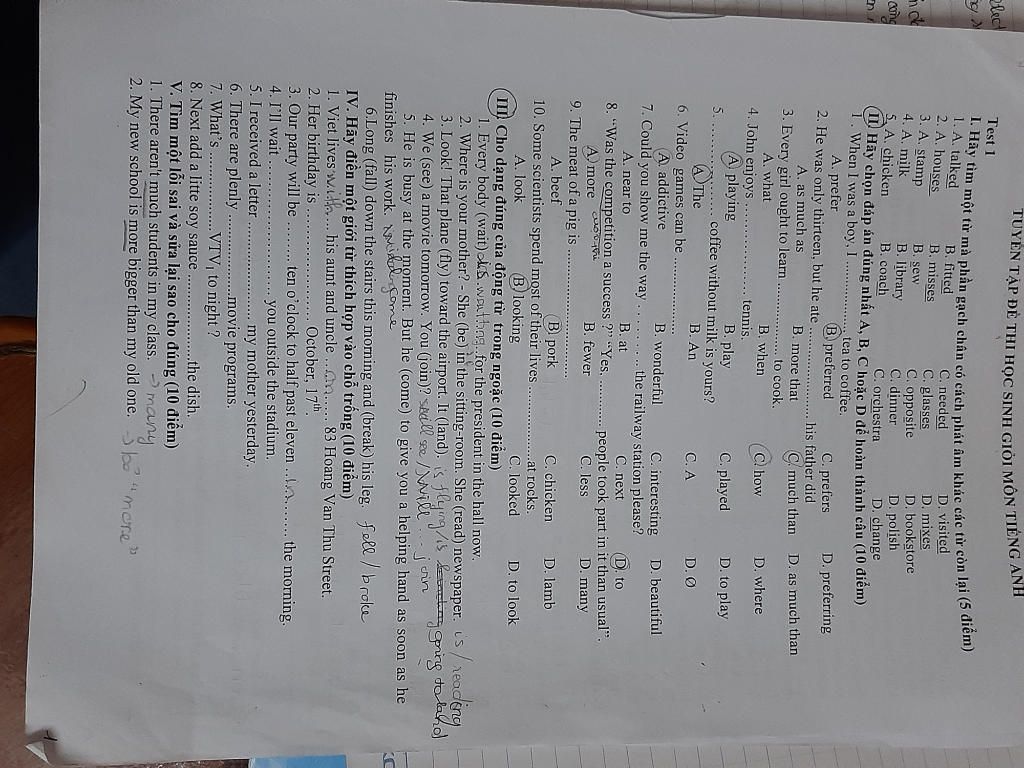 TUYỂN TẬP ĐỀ THI HỌC SINH GIỎI MÔN TIẾNG ANH
Test 1
I. Hãy tìm một từ mà phần gạch chân có cách phát âm khác các từ còn lại (5 điểm)
1. A. talked B. fitted C. needed D. visited
2. A. houses B. misses C. glasses D. mixes
3. A. stamp B. sew C. opposite D. bookstore
4. A. milk B. library C. dinner D. polish
5. A. chicken B. coach C. orchestra D. change
II. Hãy chọn đáp án đúng nhất A, B, C hoặc D để hoàn thành câu (10 điểm)
1. When I was a boy. I ............ tea to coffee.
A. prefer B. preferred C. prefers D. preferring
2. He was only thirteen, but he ate ............ his father did
A. as much as B. more that C. much than D. as much than
3. Every girl ought to learn ............ to cook.
A. what B. when C. how D. where
4. John enjoys ............ tennis.
A. playing B. play C. played D. to play
5. ............ coffee without milk is yours?
A. The B. An C. A D. Ø
6. Video games can be ............
A. addictive B. wonderful C. interesting D. beautiful
7. Could you show me the way ............ the railway station please?
A. near to B. at C. next D. to
8. “Was the competition a success ?” “Yes, ............ people took part in it than usual”.
A. more B. fewer C. less D. many
9. The meat of a pig is ............
A. beef B. pork C. chicken D. lamb
10. Some scientists spend most of their lives ............ at rocks.
A. look B. looking C. looked D. to look
III. Cho dạng đúng của động từ trong ngoặc (10 điểm)
1. Every body (wait) is waiting for the president in the hall now.
2. Where is your mother? - She (be) in the sitting-room. She (read) newspaper. is / reading
3. Look! That plane (fly) toward the airport. It (land), is flying / is going to land
4. We (see) a movie tomorrow. You (join) shall see / Will ... join
5. He is busy at the moment. But he (come) to give you a helping hand as soon as he
finishes his work. come
6.Long (fall) down the stairs this morning and (break) his leg. fell / broke
IV. Hãy điền một giới từ thích hợp vào chỗ trống (10 điểm)
1. Viet lives with his aunt and uncle on 83 Hoang Van Thu Street.
2. Her birthday is ............ October, 17th.
3. Our party will be ............ ten o’clock to half past eleven in the morning.
4. I’ll wait ............ you outside the stadium.
5. I received a letter ............ my mother yesterday.
6. There are plenly ............ movie programs.
7. What’s ............ VTV1 to night ?
8. Next add a litte soy sauce ............ the dish.
V. Tìm một lỗi sai và sửa lại sao cho đúng (10 điểm)
1. There aren’t much students in my class. → many
2. My new school is more bigger than my old one. → bỏ "more"